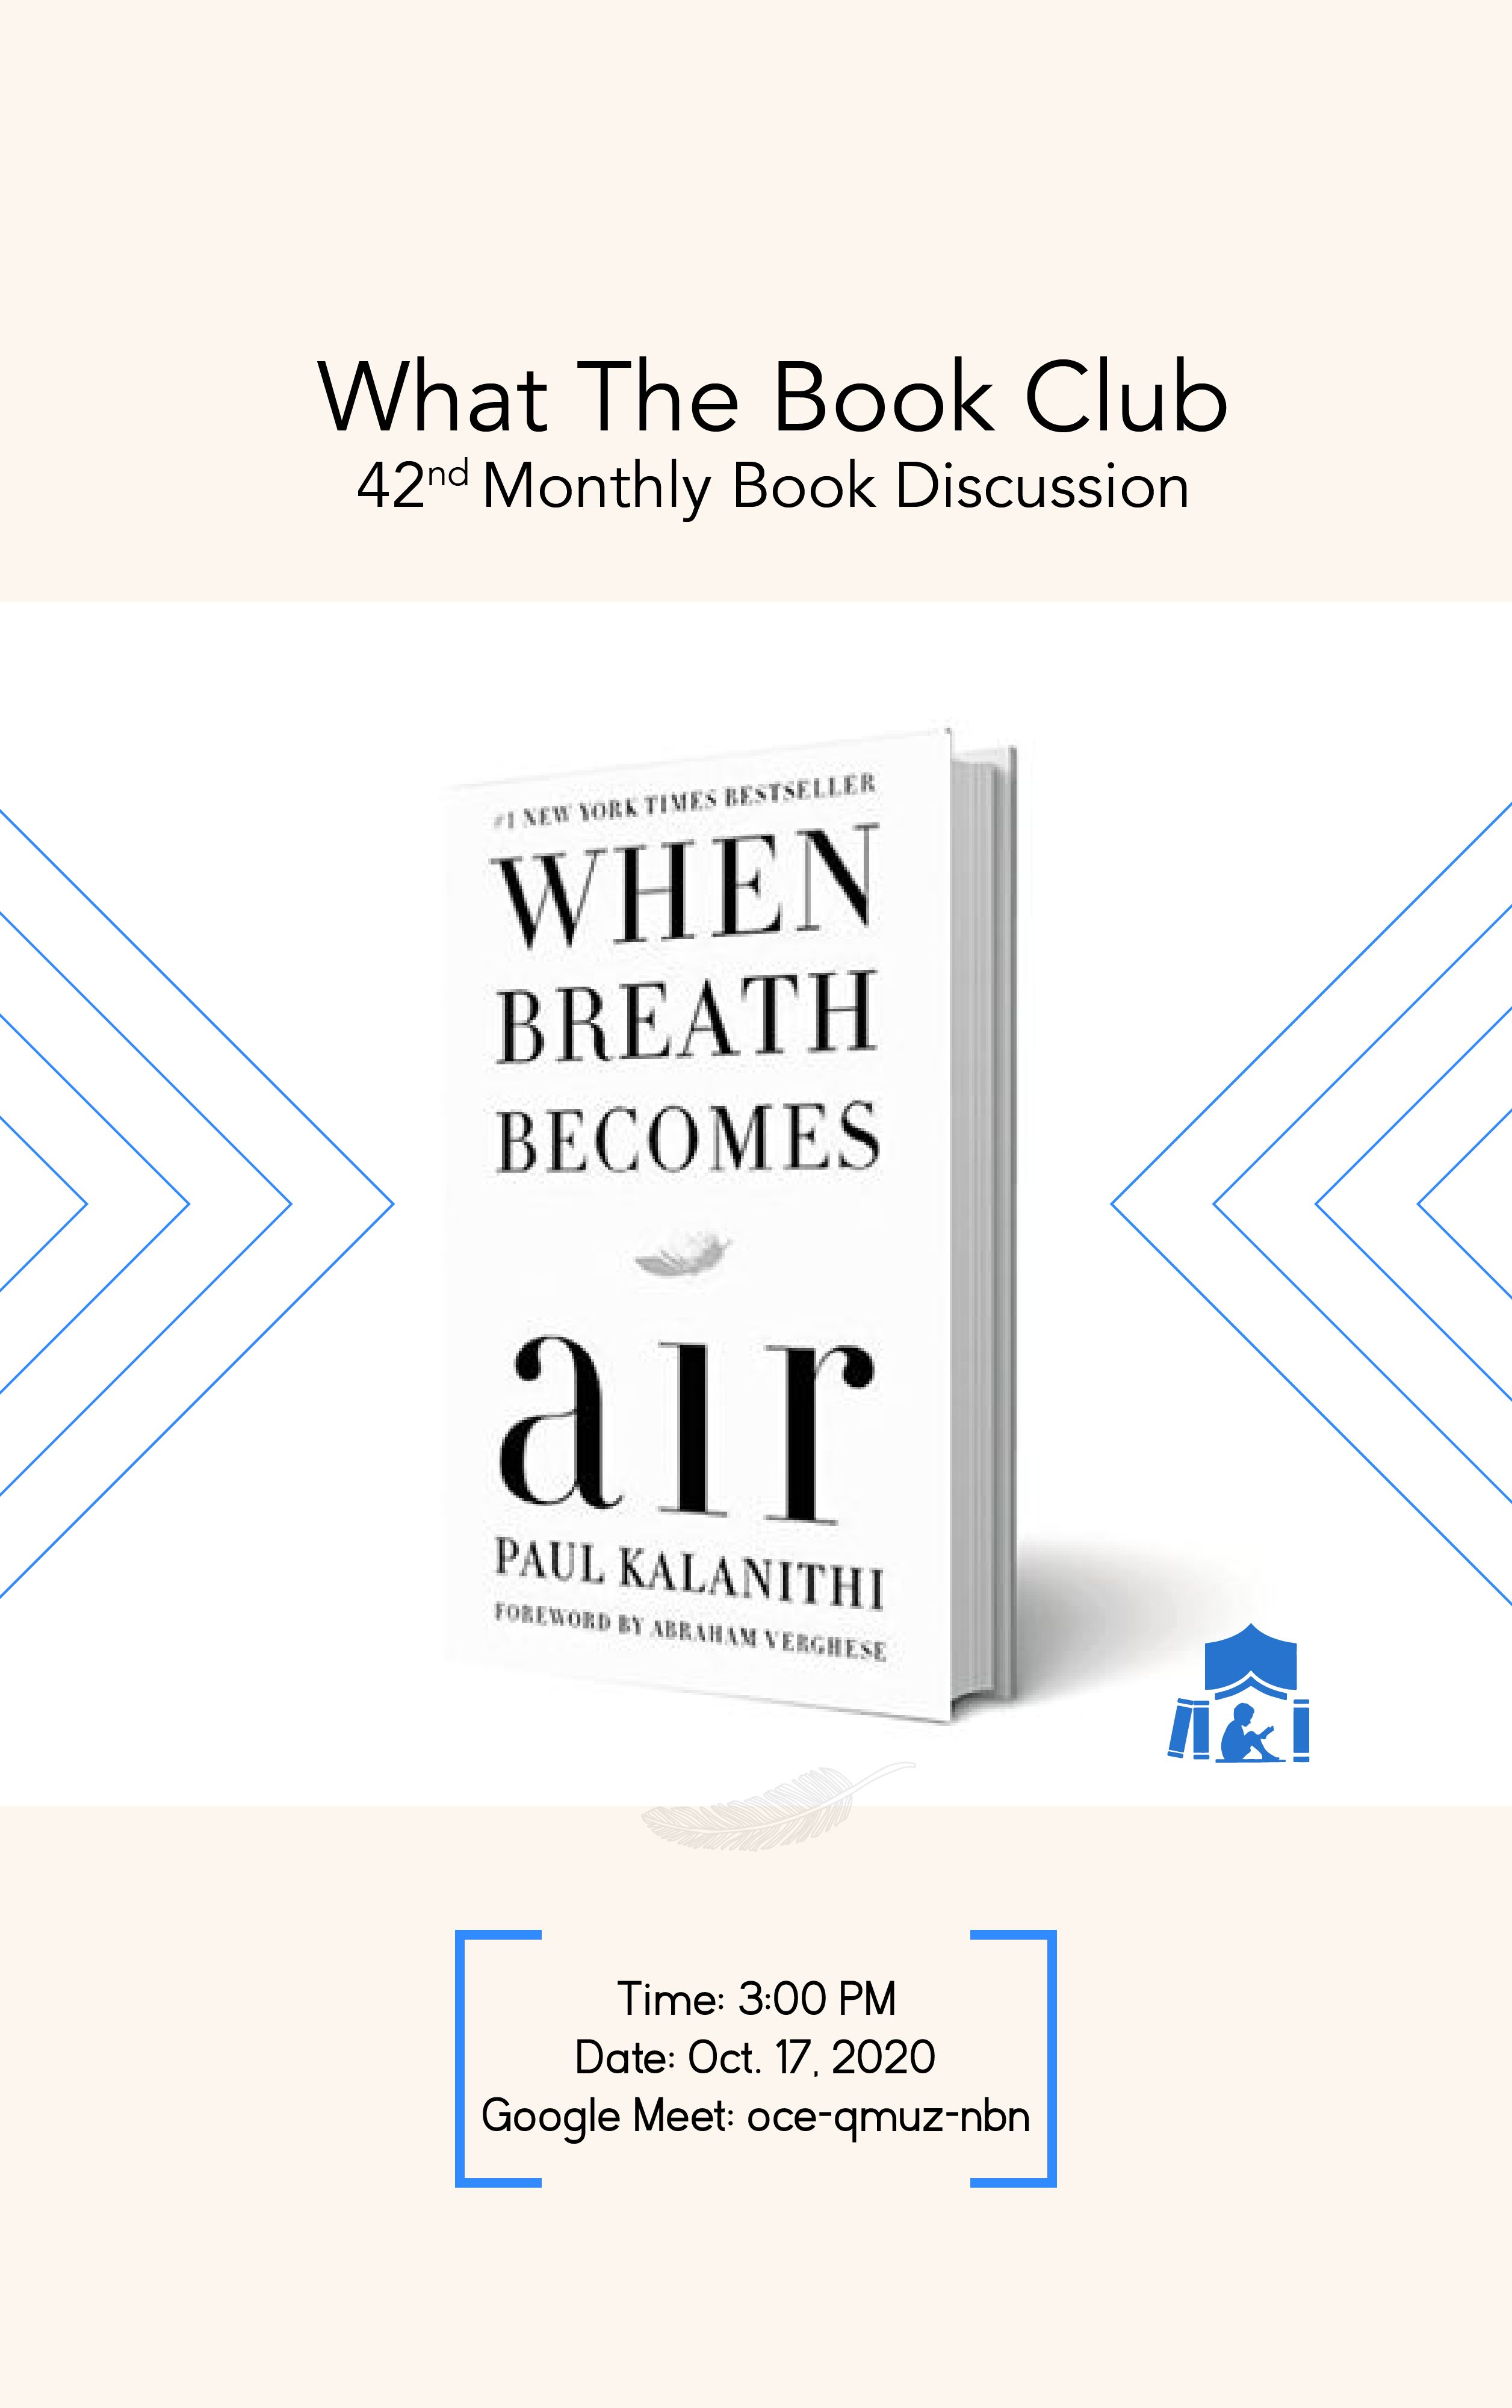 What The Book Club
42nd Monthly Book Discussion
#1 NEW YORK TIMES BESTSELLER
WHEN
BREATH
BECOMES
aır
PAUL KALANITHI
FOREWORD BY ABRAHAM VERGHESE
Time: 3:00 PM
Date: Oct. 17, 2020
Google Meet: oce-qmuz-nbn